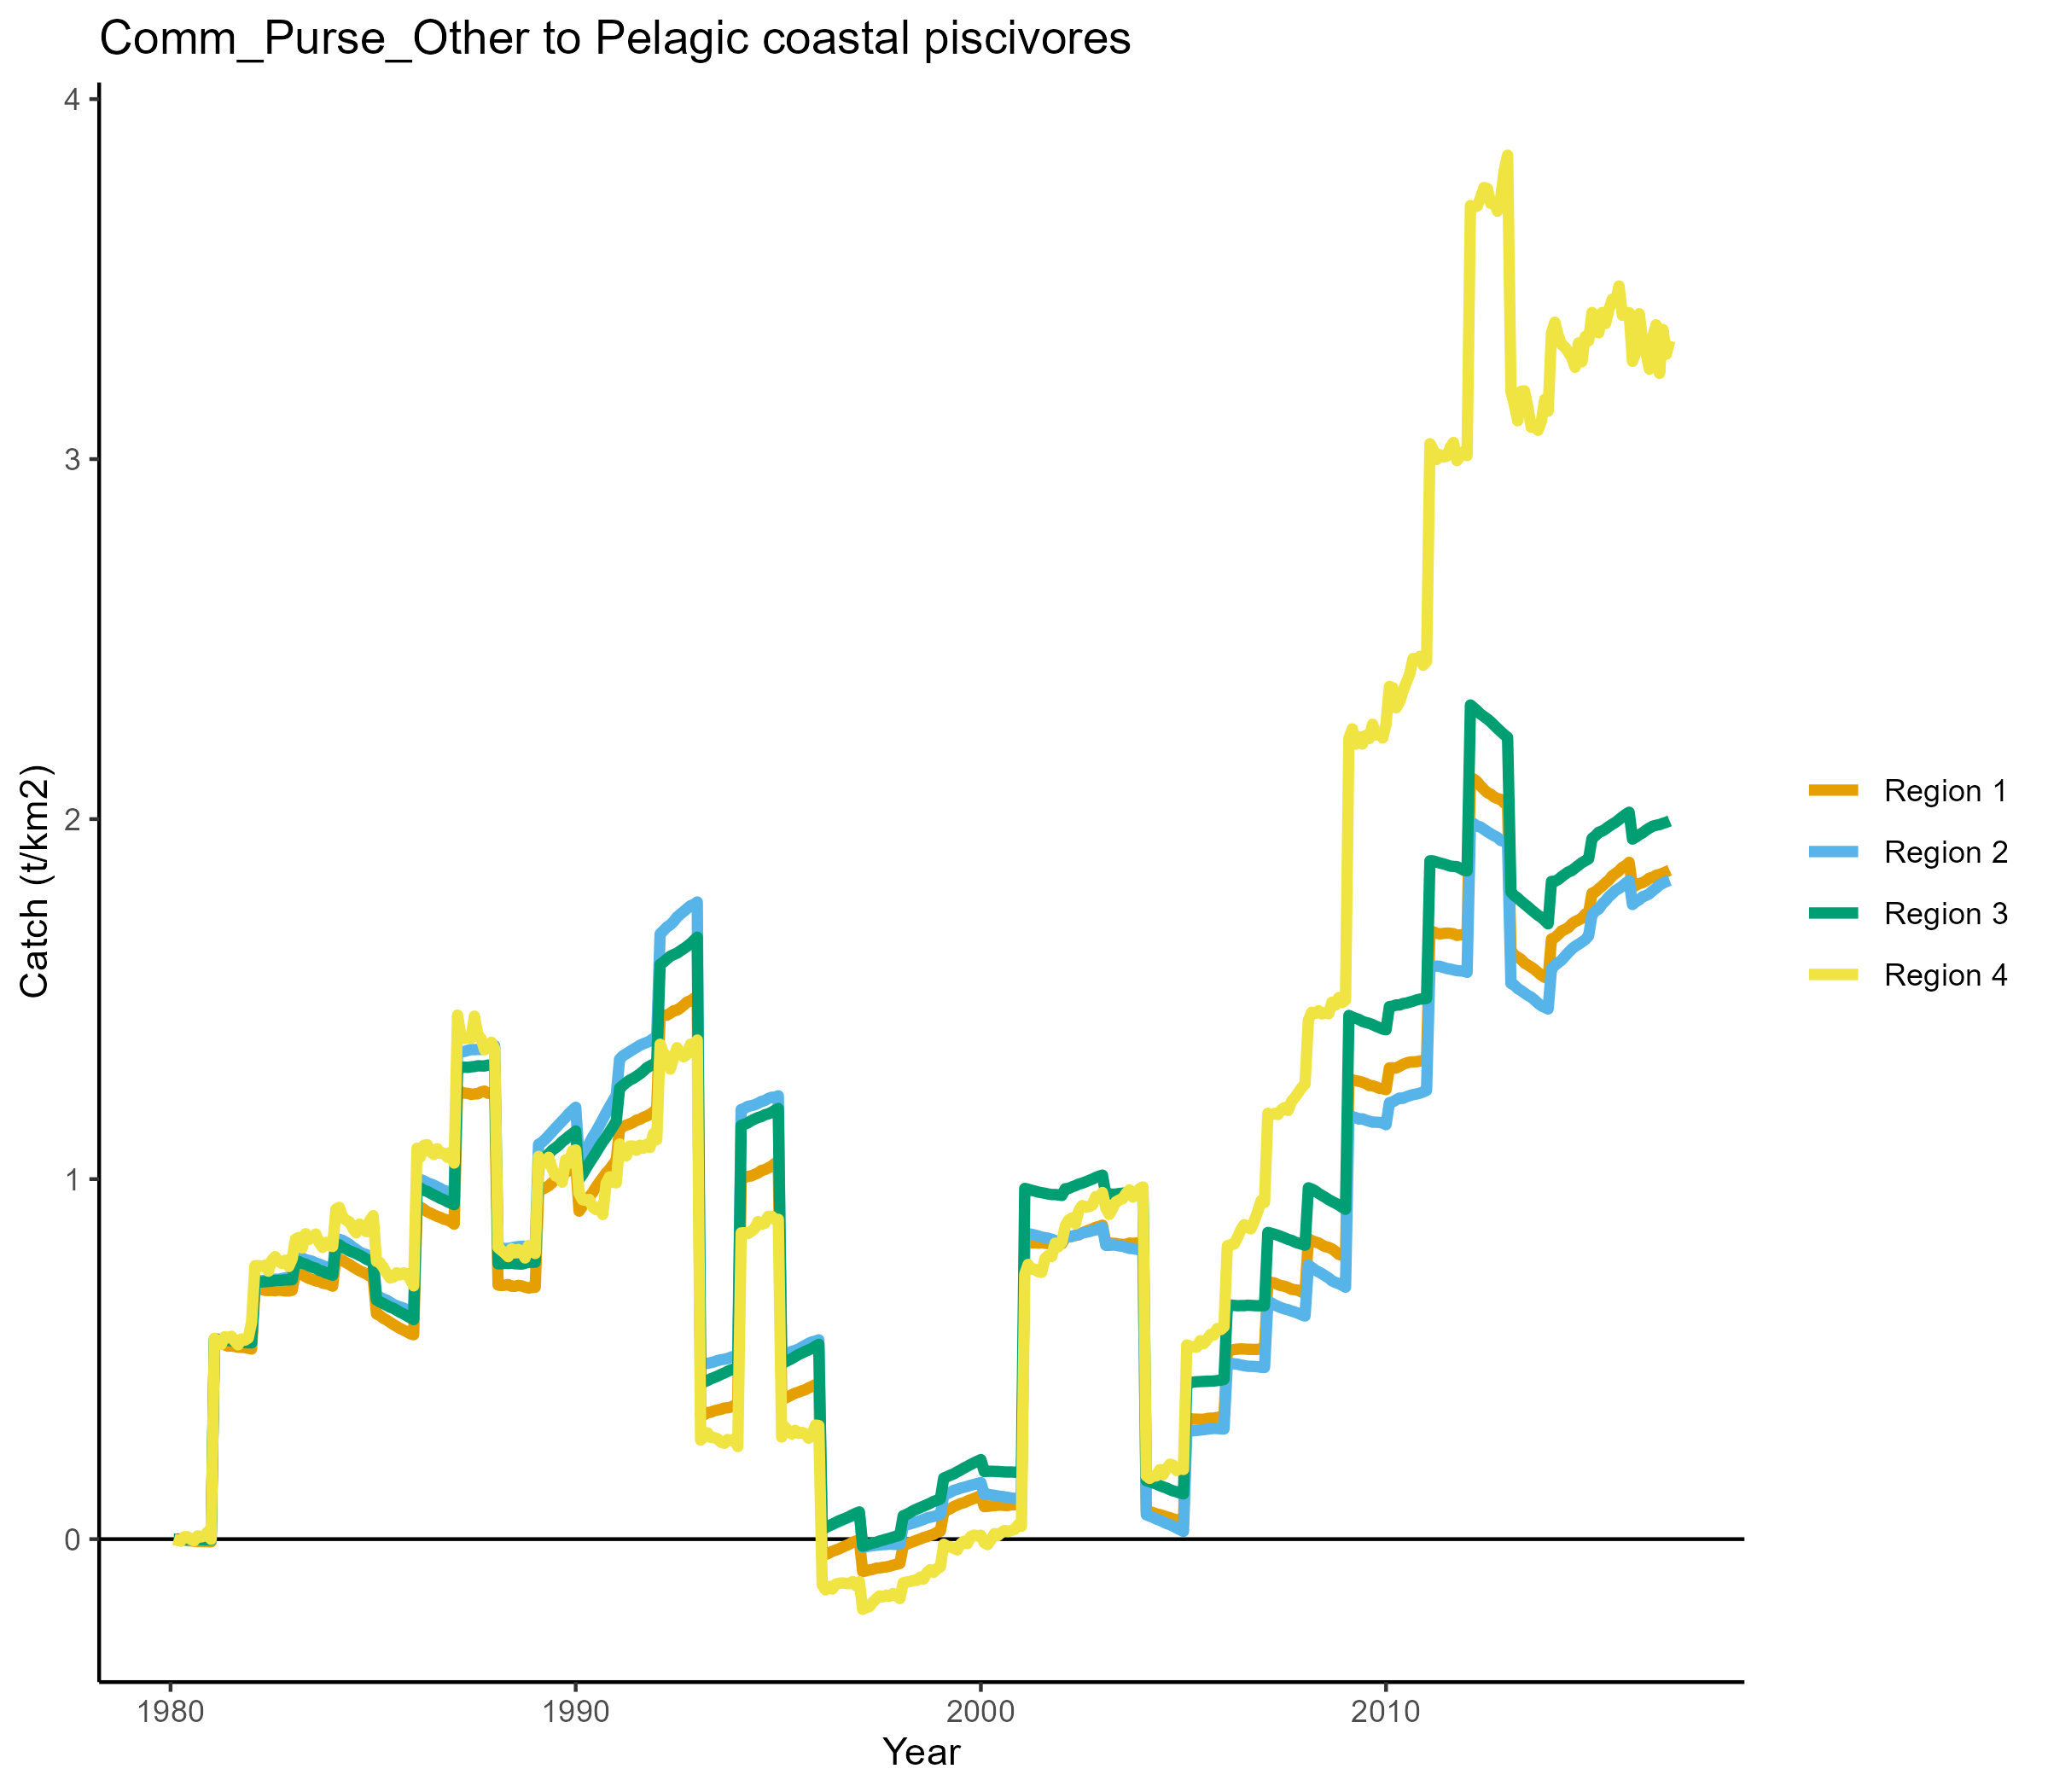 Comm_Purse_Other to Pelagic coastal piscivores
4
3
2
1
0
Catch (t/km2)
1980
1990
2000
2010
Year
Region 1
Region 2
Region 3
Region 4